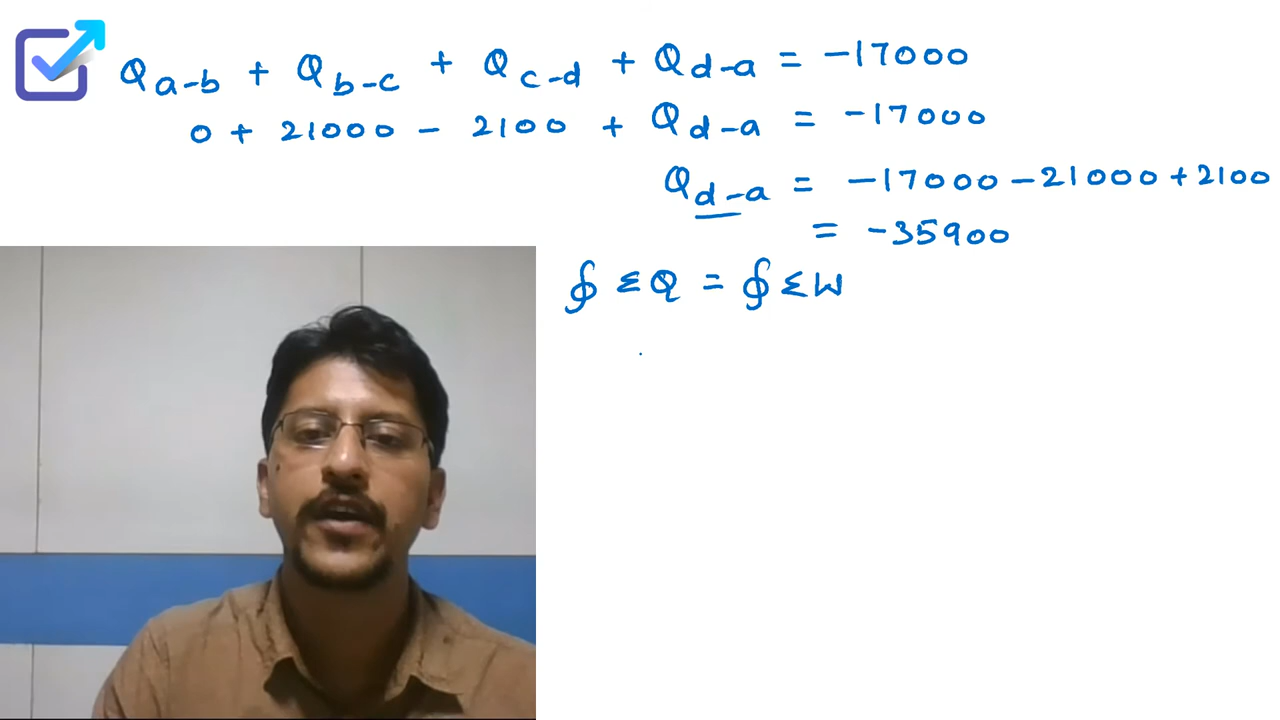 Qa-b + Qb-c + Qc-d + Qd-a = -17000
0 + 21000 - 2100 + Qd-a = -17000
Qd-a = -17000 - 21000 + 2100
= -35900
∮ ΣQ = ∮ ΣW